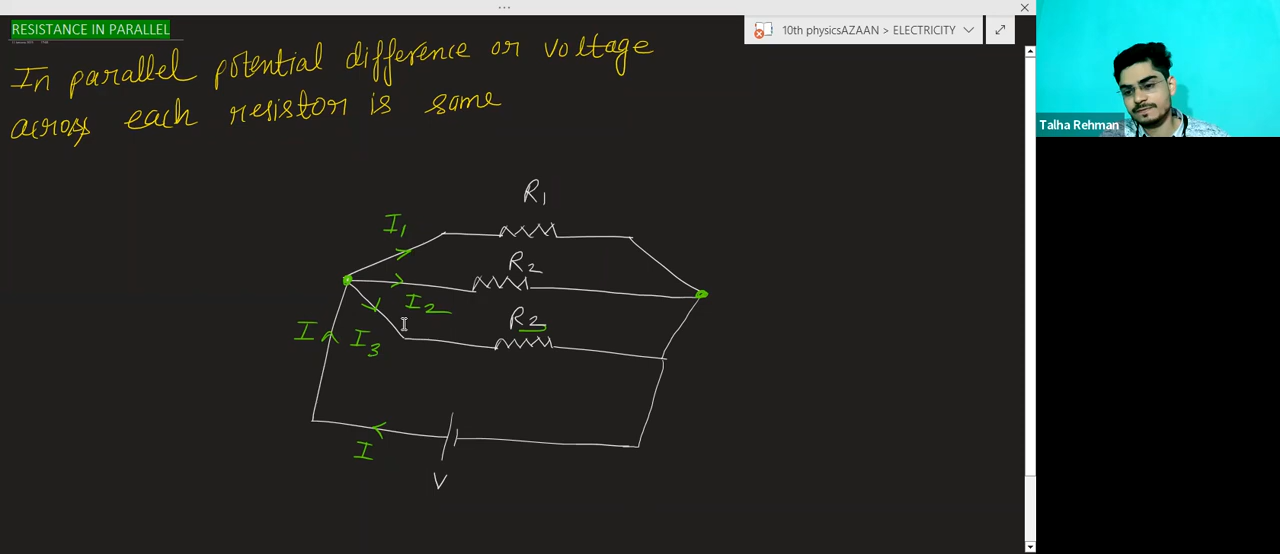 RESISTANCE IN PARALLEL
10th physicsAZAAN > ELECTRICITY
Talha Rehman
In parallel potential difference or voltage
across each resistor is same
R1
I1
R2
I2
R2
I
I3
I
V